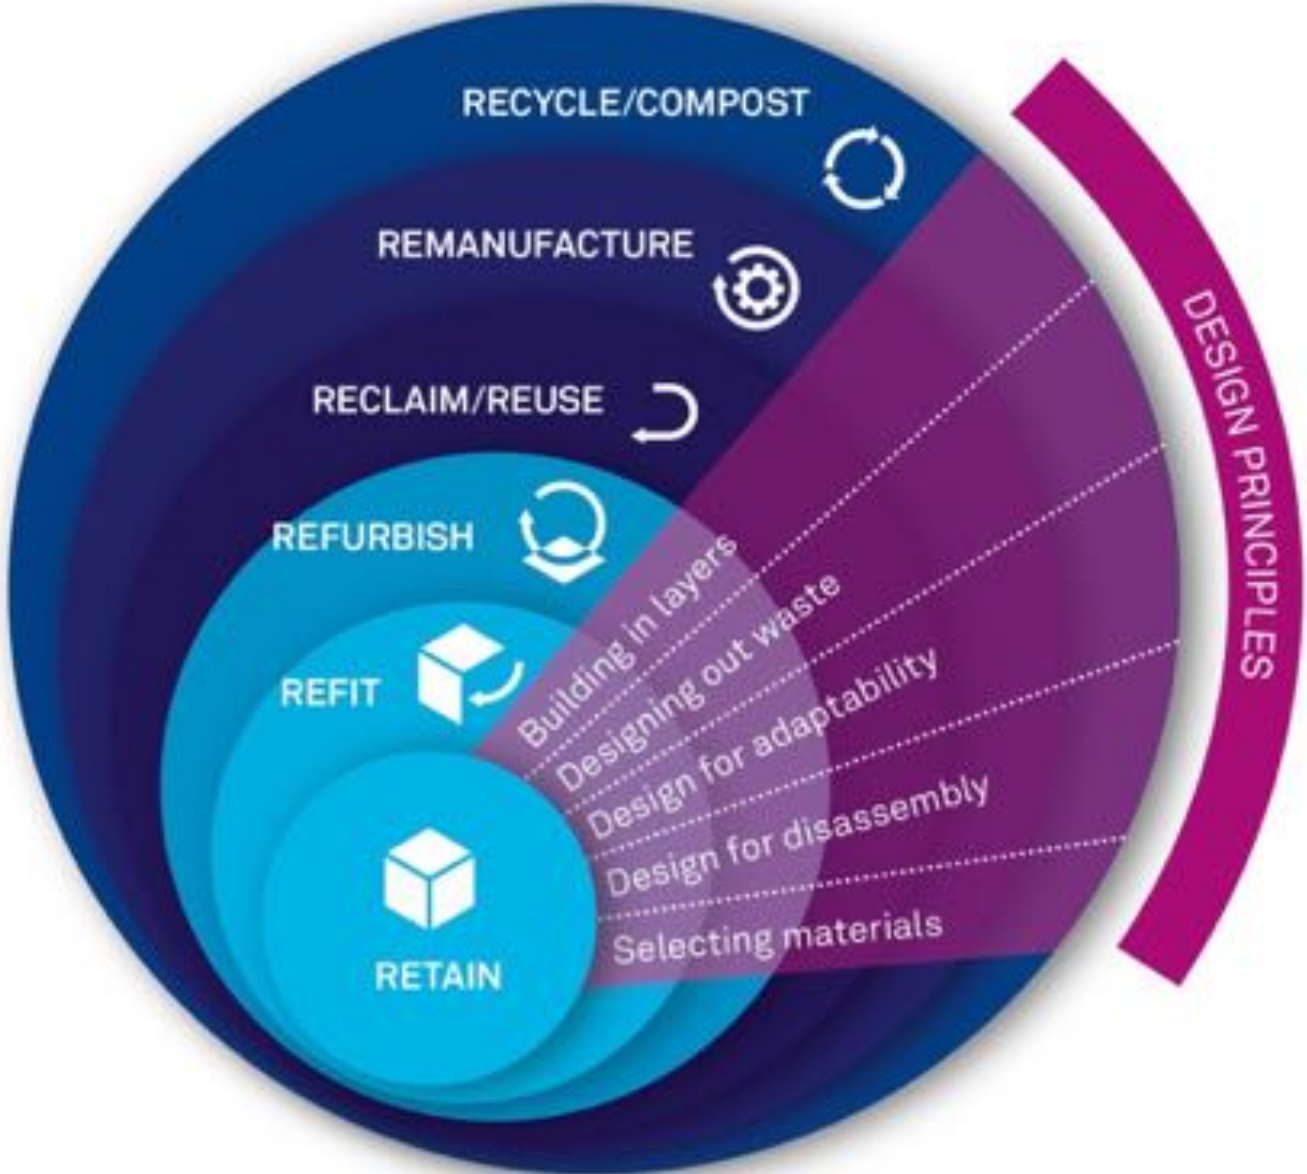 RECYCLE/COMPOST
REMANUFACTURE
RECLAIM/REUSE
REFURBISH
REFIT
RETAIN
Building in layers
Designing out waste
Design for adaptability
Design for disassembly
Selecting materials
DESIGN PRINCIPLES